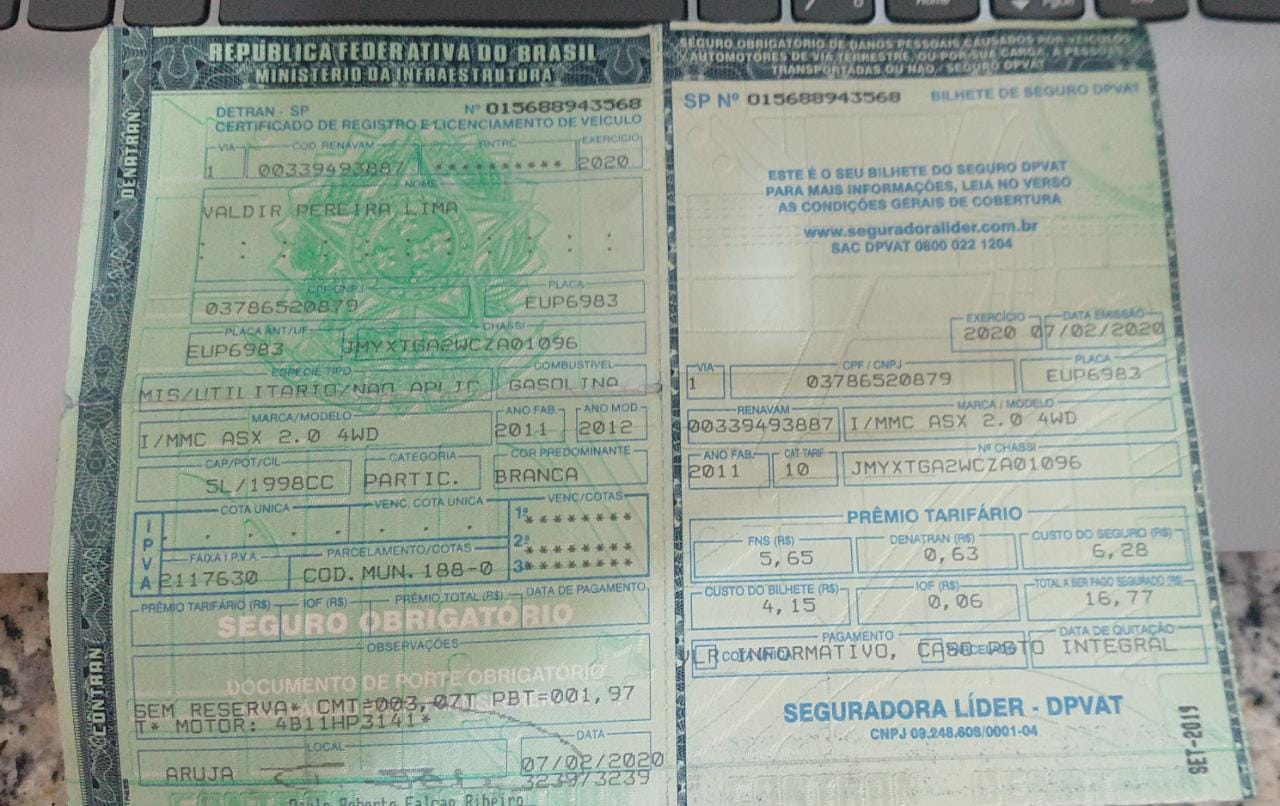 REPÚBLICA FEDERATIVA DO BRASIL
MINISTÉRIO DA INFRAESTRUTURA
DENATRAN
CONTRAN
DETRAN - SP Nº 015688943568
CERTIFICADO DE REGISTRO E LICENCIAMENTO DE VEÍCULO
VIA COD. RENAVAM RNTRC EXERCÍCIO
1 00339493887 ********** 2020
NOME
VALDIR PEREIRA LIMA
CPF/CNPJ PLACA
03786520879 EUP6983
PLACA ANT/UF CHASSI
EUP6983 JMYXTGA2WCZA01096
ESPÉCIE TIPO COMBUSTÍVEL
MIS/UTILITARIO/NAO APLIC GASOLINA
MARCA/MODELO ANO FAB. ANO MOD.
I/MMC ASX 2.0 4WD 2011 2012
CAP/POT/CIL CATEGORIA COR PREDOMINANTE
5L/1998CC PARTIC. BRANCA
IPVA
COTA ÚNICA VENC. COTA ÚNICA VENC/COTAS
1ª ********
2ª ********
3ª ********
FAIXA I.P.V.A PARCELAMENTO/COTAS
2117630 COD. MUN. 188-0
PRÊMIO TARIFÁRIO (R$) IOF (R$) PRÊMIO TOTAL (R$) DATA DE PAGAMENTO
SEGURO OBRIGATÓRIO
OBSERVAÇÕES
DOCUMENTO DE PORTE OBRIGATÓRIO
SEM RESERVA* CMT=003,07T PBT=001,97
T* MOTOR: 4B11HP3141*
LOCAL DATA
ARUJA 07/02/2020
3239/3239
Paulo Roberto Falcao Ribeiro
SEGURO OBRIGATÓRIO DE DANOS PESSOAIS CAUSADOS POR VEÍCULOS
AUTOMOTORES DE VIA TERRESTRE, OU POR SUA CARGA, A PESSOAS
TRANSPORTADAS OU NÃO - SEGURO DPVAT
SP Nº 015688943568 BILHETE DE SEGURO DPVAT
ESTE É O SEU BILHETE DO SEGURO DPVAT
PARA MAIS INFORMAÇÕES, LEIA NO VERSO
AS CONDIÇÕES GERAIS DE COBERTURA
www.seguradoralider.com.br
SAC DPVAT 0800 022 1204
EXERCÍCIO DATA EMISSÃO
2020 07/02/2020
VIA CPF / CNPJ PLACA
1 03786520879 EUP6983
RENAVAM MARCA / MODELO
00339493887 I/MMC ASX 2.0 4WD
ANO FAB. CAT. TARIF Nº CHASSI
2011 10 JMYXTGA2WCZA01096
PRÊMIO TARIFÁRIO
FNS (R$) DENATRAN (R$) CUSTO DO SEGURO (R$)
5,65 0,63 6,28
CUSTO DO BILHETE (R$) IOF (R$) TOTAL A SER PAGO SEGURADO (R$)
4,15 0,06 16,77
PAGAMENTO DATA DE QUITAÇÃO
VLR INFORMATIVO, CASO PGTO INTEGRAL
SEGURADORA LÍDER - DPVAT
CNPJ 09.248.608/0001-04
SET-2019